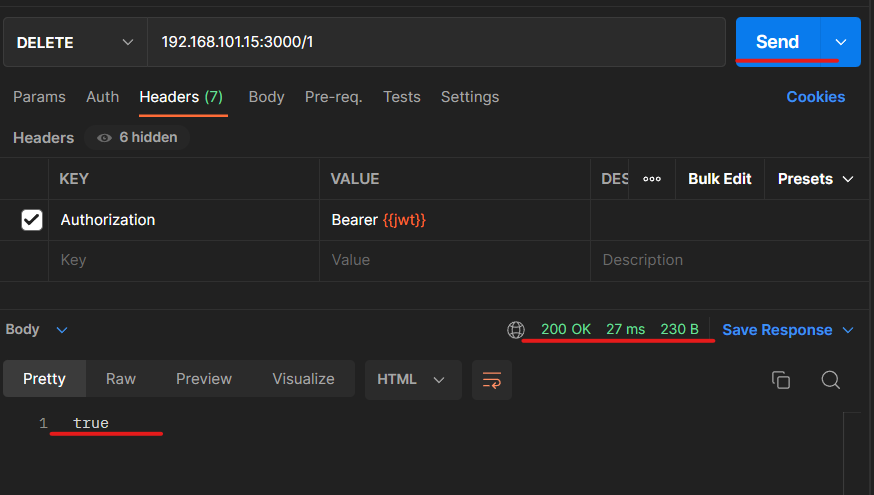 DELETE 192.168.101.15:3000/1 Send
Params Auth Headers (7) Body Pre-req. Tests Settings Cookies
Headers 6 hidden
KEY VALUE DES ooo Bulk Edit Presets
Authorization Bearer {{jwt}}
Key Value Description
Body 200 OK 27 ms 230 B Save Response
Pretty Raw Preview Visualize HTML
1 true